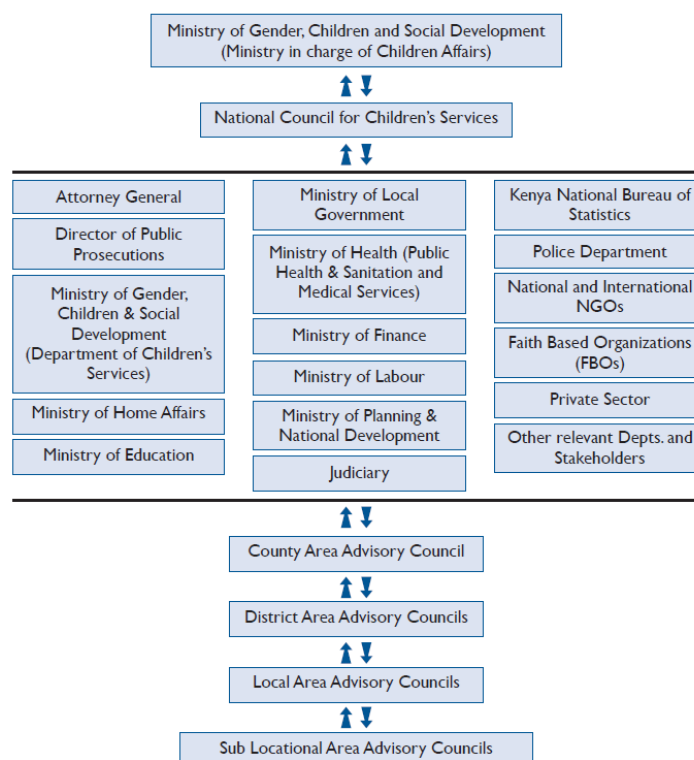 Ministry of Gender, Children and Social Development
(Ministry in charge of Children Affairs)
National Council for Children's Services
Attorney General
Director of Public
Prosecutions
Ministry of Gender,
Children & Social
Development
(Department of Children's
Services)
Ministry of Home Affairs
Ministry of Education
Ministry of Local
Government
Ministry of Health (Public
Health & Sanitation and
Medical Services)
Ministry of Finance
Ministry of Labour
Ministry of Planning &
National Development
Judiciary
Kenya National Bureau of
Statistics
Police Department
National and International
NGOs
Faith Based Organizations
(FBOs)
Private Sector
Other relevant Depts. and
Stakeholders
County Area Advisory Council
District Area Advisory Councils
Local Area Advisory Councils
Sub Locational Area Advisory Councils